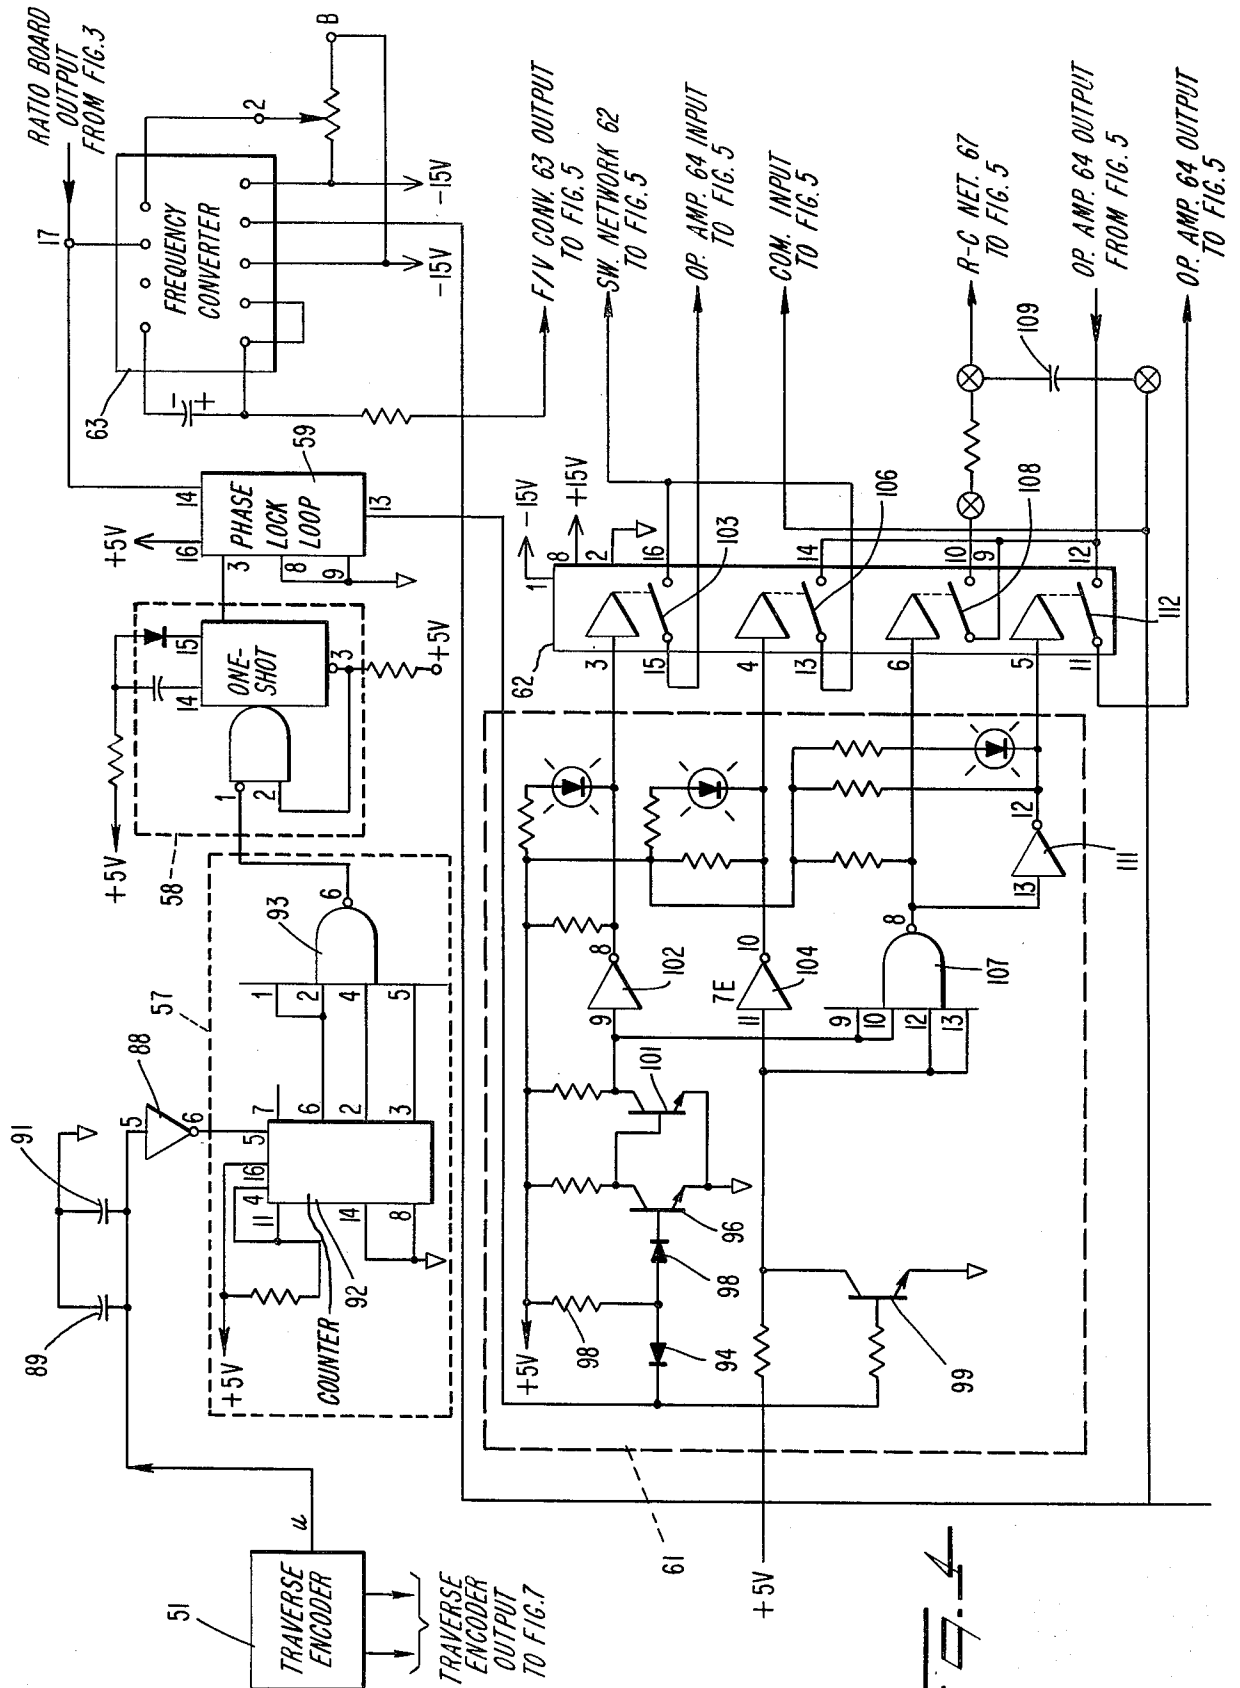 RATIO BOARD
OUTPUT
FROM FIG.3
17
2
B
FREQUENCY
CONVERTER
63
-15V
-15V
F/V CONV. 63 OUTPUT
TO FIG. 5
SW. NETWORK 62
TO FIG. 5
OP. AMP. 64 INPUT
TO FIG. 5
COM. INPUT
TO FIG. 5
R-C NET. 67
TO FIG. 5
OP. AMP. 64 OUTPUT
FROM FIG. 5
OP. AMP. 64 OUTPUT
TO FIG. 5
109
+5V
16
14
PHASE
LOCK
LOOP
59
3
8
9
13
+5V
58
14
15
ONE-
SHOT
3
1
2
+5V
57
93
1
2
4
5
6
88
5
6
91
89
+5V
4
16
5
11
14
8
7
6
2
3
COUNTER
92
TRAVERSE
ENCODER
51
u
TRAVERSE
ENCODER
OUTPUT
TO FIG.7
61
+5V
+5V
98
94
98
96
101
99
9
8
102
7E
11
10
104
9
10
12
13
8
107
13
12
111
62
1
-15V
8
+15V
2
3
15
16
103
4
13
14
106
6
10
9
108
5
11
12
112